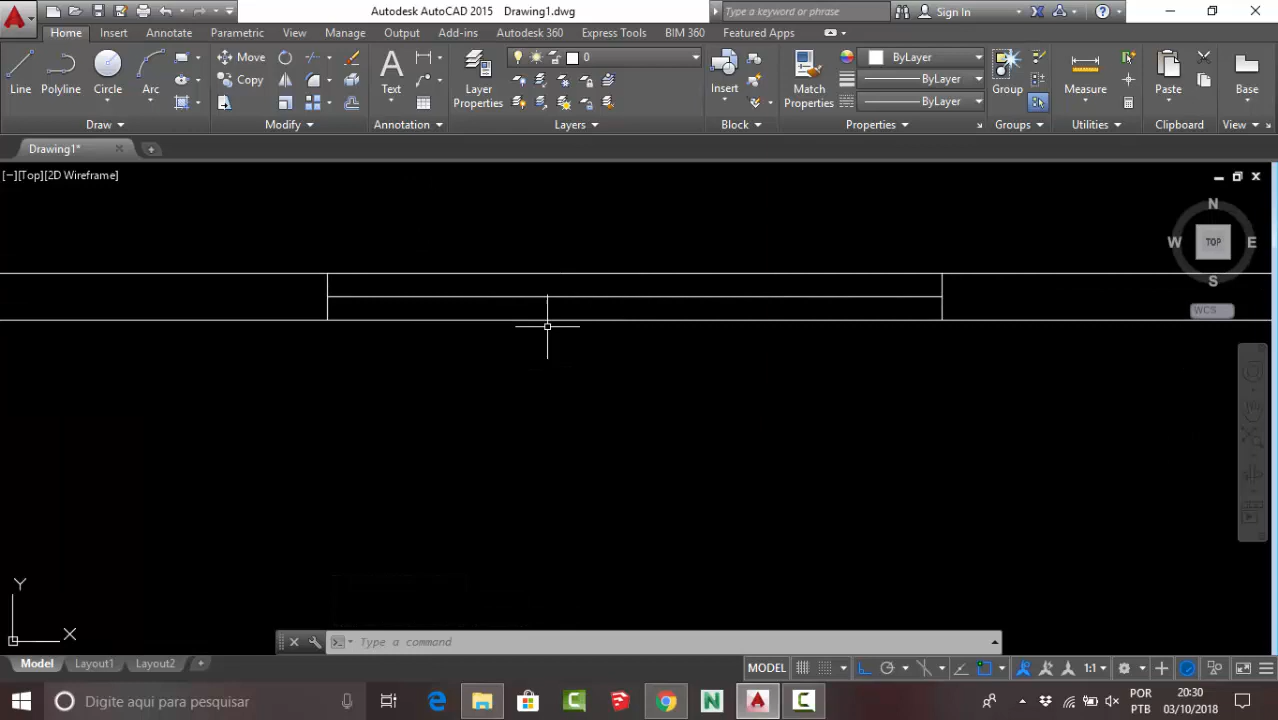 Autodesk AutoCAD 2015 Drawing1.dwg
Type a keyword or phrase
Sign In
Home Insert Annotate Parametric View Manage Output Add-ins Autodesk 360 Express Tools BIM 360 Featured Apps
Line
Polyline
Circle
Arc
Move
Copy
Text
Layer
Properties
0
Insert
Match
Properties
ByLayer
ByLayer
ByLayer
Group
Measure
Paste
Base
Draw Modify Annotation Layers Block Properties Groups Utilities Clipboard View
Drawing1*
[−][Top][2D Wireframe]
N
W TOP E
S
WCS
Y
X
Type a command
Model Layout1 Layout2
MODEL 1:1
Digite aqui para pesquisar
POR
PTB
20:30
03/10/2018